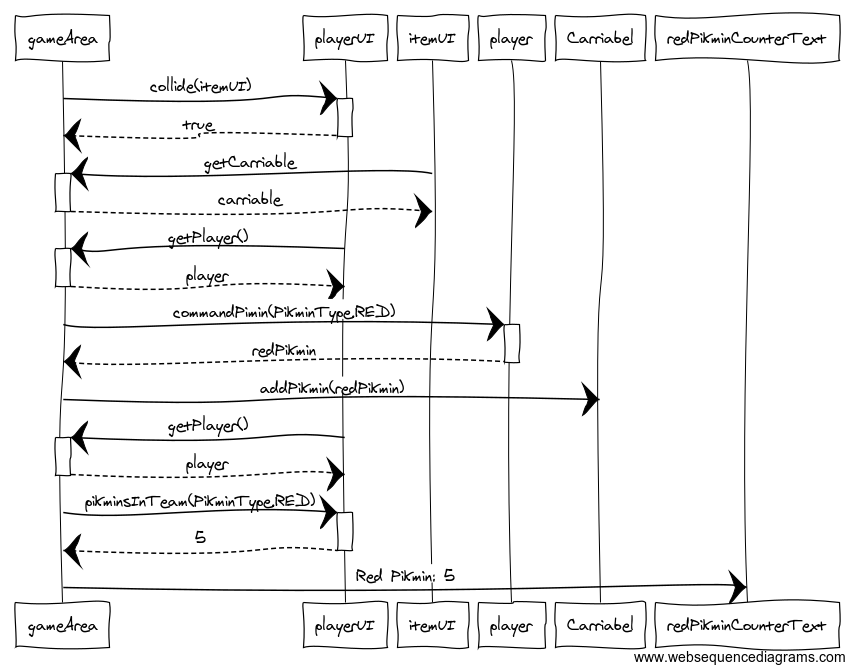 gameArea playerUI itemUI player Carriabel redPikminCounterText
collide(itemUI)
true
getCarriable
carriable
getPlayer()
player
commandPimin(PikminType.RED)
redPikmin
addPikmin(redPikmin)
getPlayer()
player
pikminsInTeam(PikminType.RED)
5
Red Pikmin: 5
gameArea playerUI itemUI player Carriabel redPikminCounterText
www.websequencediagrams.com